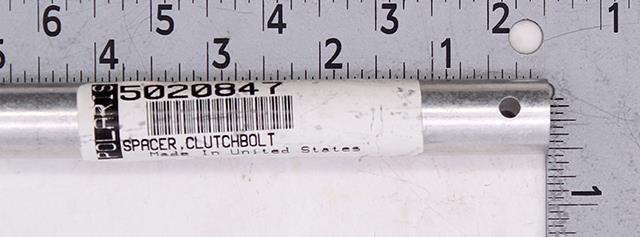 6 5 4 3 2 1
5 4 3 2 1
POLARIS
5020847
SPACER,CLUTCHBOLT
Made In United States
1